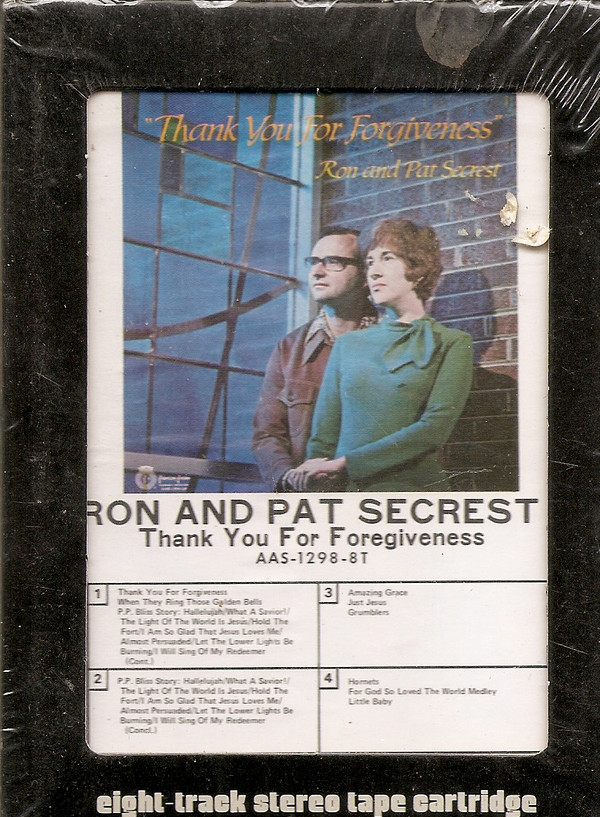 "Thank You For Forgiveness"
Ron and Pat Secrest
RON AND PAT SECREST
Thank You For Foregiveness
AAS-1298-8T
1
Thank You For Forgiveness
When They Ring Those Golden Bells
P.P. Bliss Story: Hallelujah/What A Savior!/
The Light Of The World Is Jesus/Hold The
Fort/I Am So Glad That Jesus Loves Me/
Almost Persuaded/Let The Lower Lights Be
Burning/I Will Sing Of My Redeemer
(Cont.)
3
Amazing Grace
Just Jesus
Grumblers
2
P.P. Bliss Story: Hallelujah/What A Savior!/
The Light Of The World Is Jesus/Hold The
Fort/I Am So Glad That Jesus Loves Me/
Almost Persuaded/Let The Lower Lights Be
Burning/I Will Sing Of My Redeemer
(Concl.)
4
Hornets
For God So Loved The World Medley
Little Baby
eight-track stereo tape cartridge